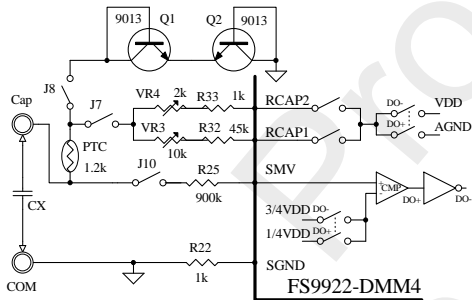 Q1 Q2
9013 9013
J8
Cap
J7
VR4 2k R33 1k
RCAP2
VDD
DO-
DO+
AGND
VR3 10k R32 45k
RCAP1
PTC
1.2k
J10 R25
900k
SMV
CMP
DO+
DO-
CX
3/4VDD DO-
1/4VDD DO+
R22
1k
SGND
COM
FS9922-DMM4
Pro